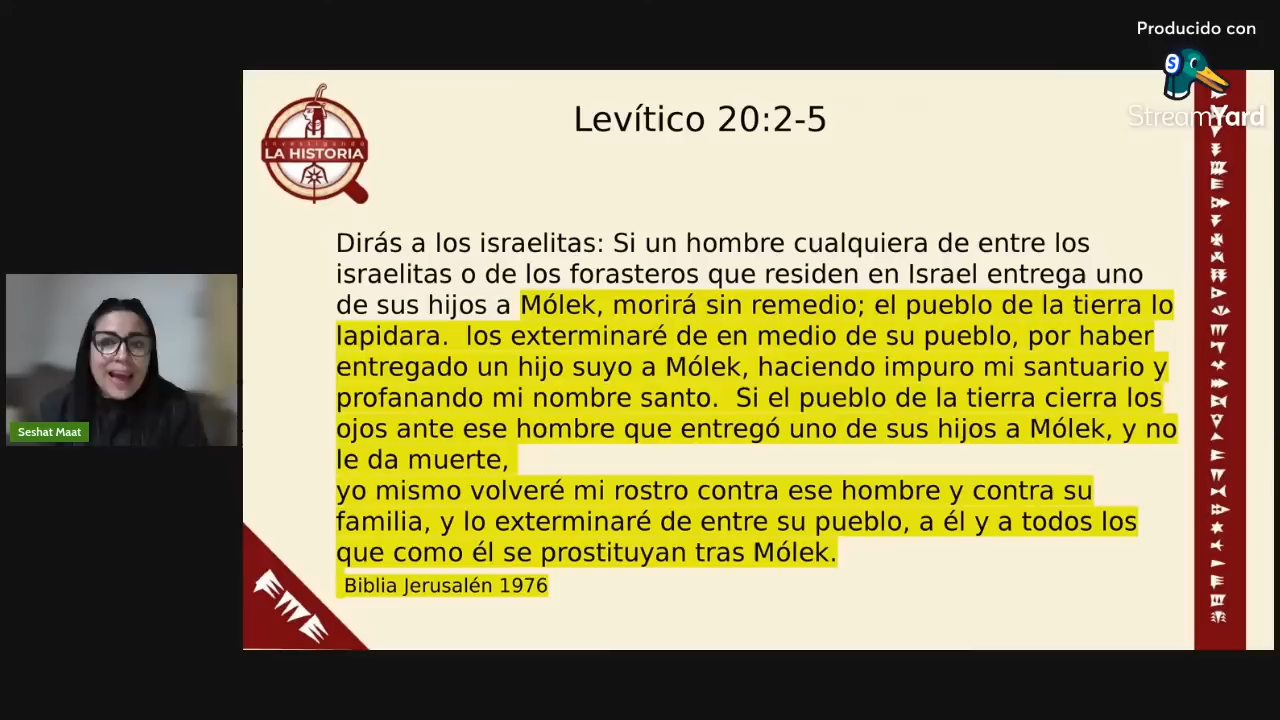 Producido con
StreamYard
Levítico 20:2-5
Investigando
LA HISTORIA
Dirás a los israelitas: Si un hombre cualquiera de entre los
israelitas o de los forasteros que residen en Israel entrega uno
de sus hijos a Mólek, morirá sin remedio; el pueblo de la tierra lo
lapidara.  los exterminaré de en medio de su pueblo, por haber
entregado un hijo suyo a Mólek, haciendo impuro mi santuario y
profanando mi nombre santo.  Si el pueblo de la tierra cierra los
ojos ante ese hombre que entregó uno de sus hijos a Mólek, y no
le da muerte,
yo mismo volveré mi rostro contra ese hombre y contra su
familia, y lo exterminaré de entre su pueblo, a él y a todos los
que como él se prostituyan tras Mólek.
Biblia Jerusalén 1976
Seshat Maat